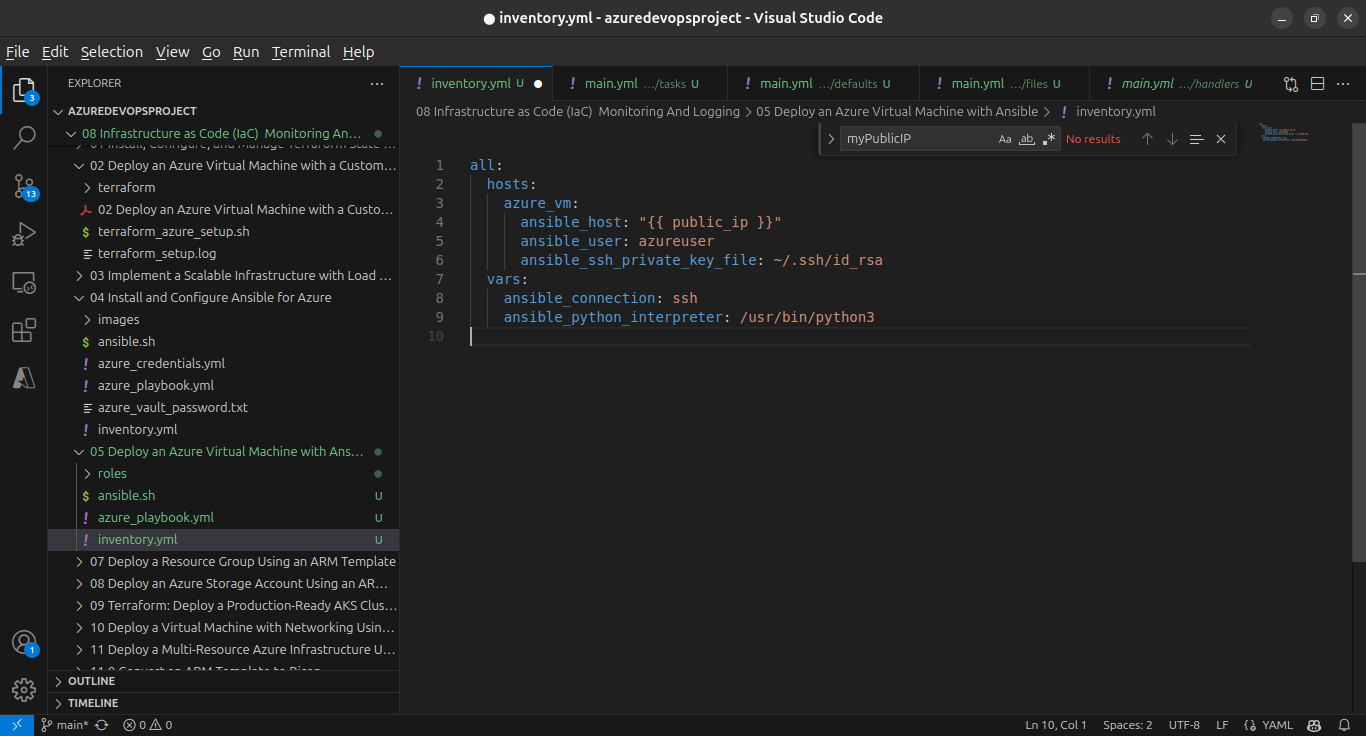 inventory.yml - azuredevopsproject - Visual Studio Code
File Edit Selection View Go Run Terminal Help
EXPLORER
inventory.yml U
main.yml .../tasks U
main.yml .../defaults U
main.yml .../files U
main.yml .../handlers U
AZUREDEVOPSPROJECT
08 Infrastructure as Code (IaC) Monitoring And Logging > 05 Deploy an Azure Virtual Machine with Ansible > ! inventory.yml
08 Infrastructure as Code (IaC) Monitoring An...
02 Deploy an Azure Virtual Machine with a Custom...
terraform
02 Deploy an Azure Virtual Machine with a Custo...
$ terraform_azure_setup.sh
terraform_setup.log
03 Implement a Scalable Infrastructure with Load ...
04 Install and Configure Ansible for Azure
images
$ ansible.sh
! azure_credentials.yml
! azure_playbook.yml
azure_vault_password.txt
! inventory.yml
05 Deploy an Azure Virtual Machine with Ans...
roles
$ ansible.sh U
! azure_playbook.yml U
! inventory.yml U
07 Deploy a Resource Group Using an ARM Template
08 Deploy an Azure Storage Account Using an AR...
09 Terraform: Deploy a Production-Ready AKS Clus...
10 Deploy a Virtual Machine with Networking Usin...
11 Deploy a Multi-Resource Azure Infrastructure U...
OUTLINE
TIMELINE
myPublicIP Aa ab .* No results
1 all:
2 hosts:
3 azure_vm:
4 ansible_host: "{{ public_ip }}"
5 ansible_user: azureuser
6 ansible_ssh_private_key_file: ~/.ssh/id_rsa
7 vars:
8 ansible_connection: ssh
9 ansible_python_interpreter: /usr/bin/python3
10
3
13
1
main* 0 0
Ln 10, Col 1 Spaces: 2 UTF-8 LF YAML